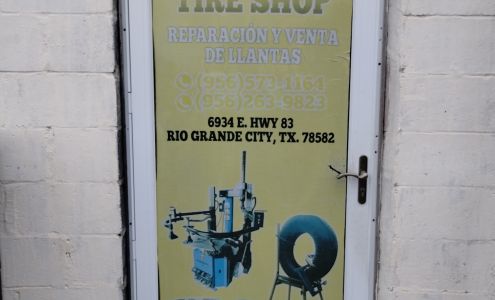 TIRE SHOP
REPARACIÓN Y VENTA
DE LLANTAS
(956)573-1164
(956)263-9823
6934 E. HWY 83
RIO GRANDE CITY, TX. 78582